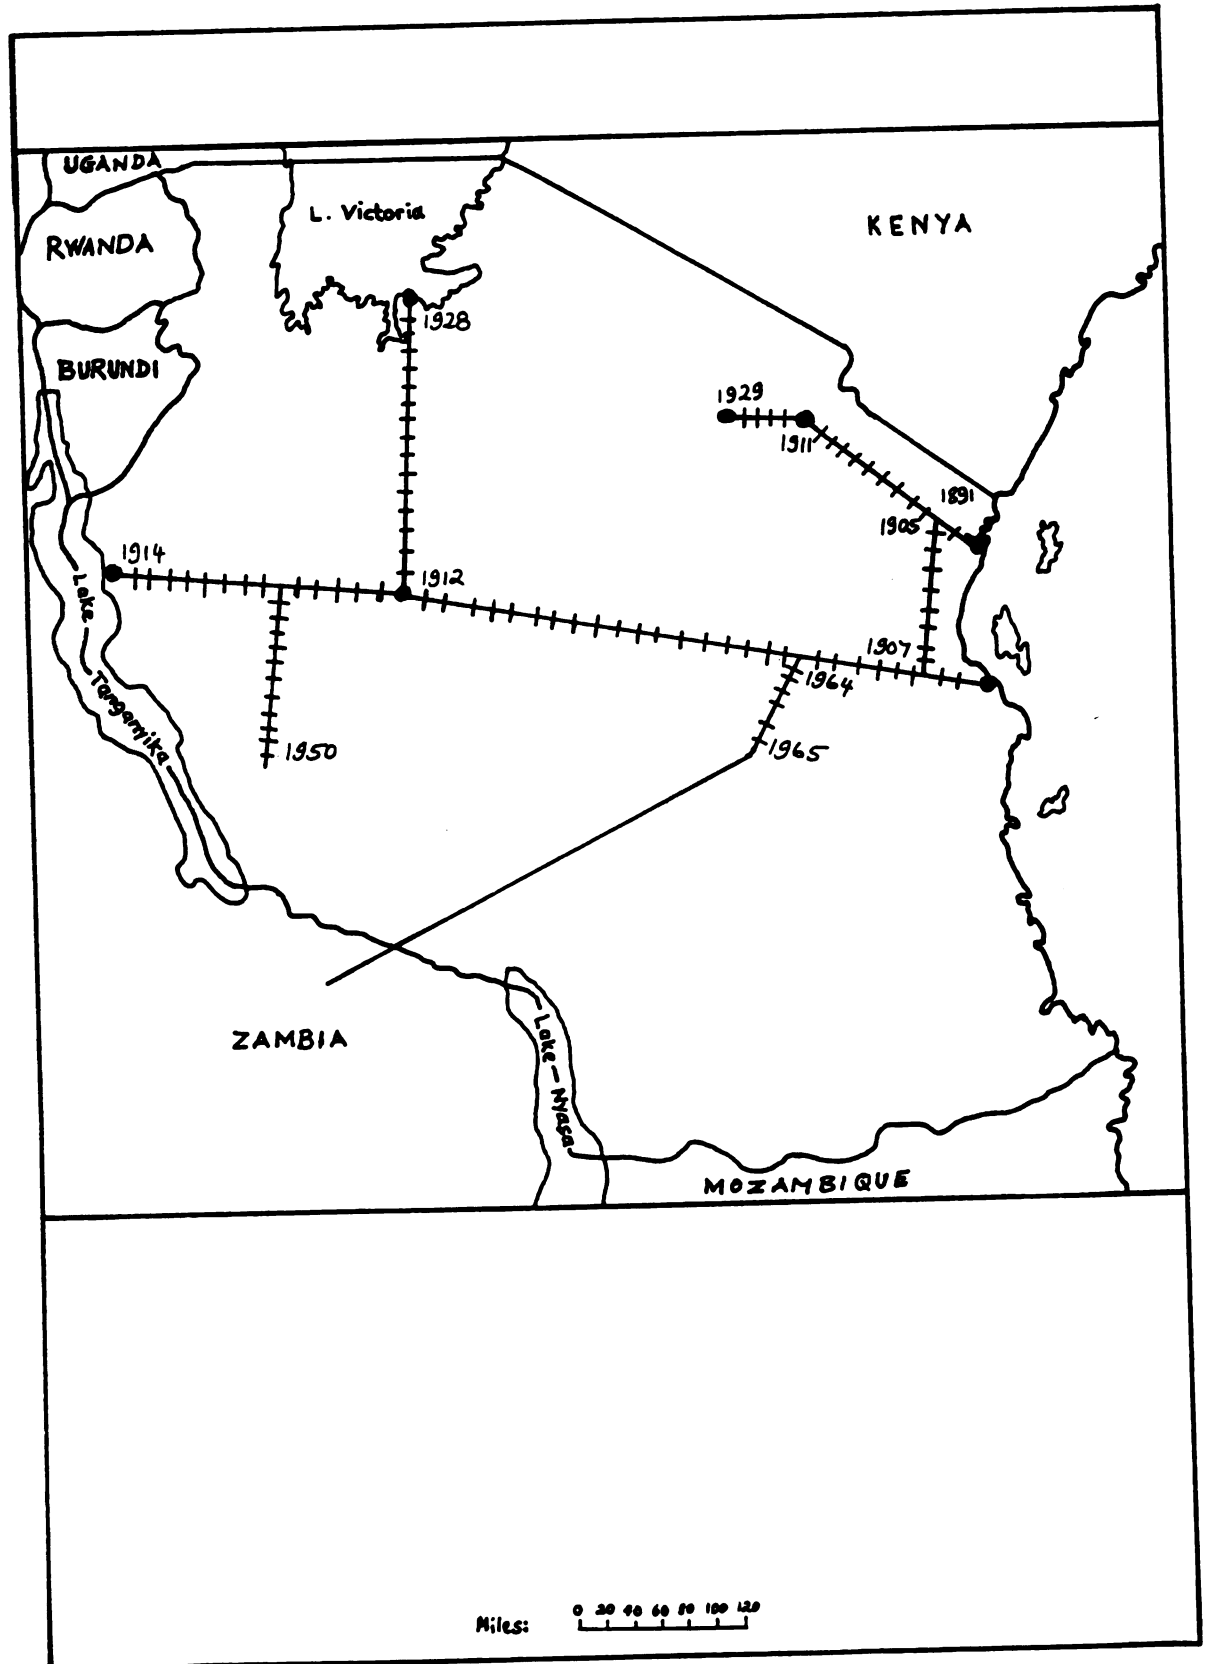 UGANDA
L. Victoria
KENYA
RWANDA
1928
BURUNDI
1929
1911
1891
1905
1914
1912
Lake
1907
1964
Tanganyika
1950
1965
Lake
ZAMBIA
Nyasa
MOZAMBIQUE
0 20 40 60 80 100 120
Miles: